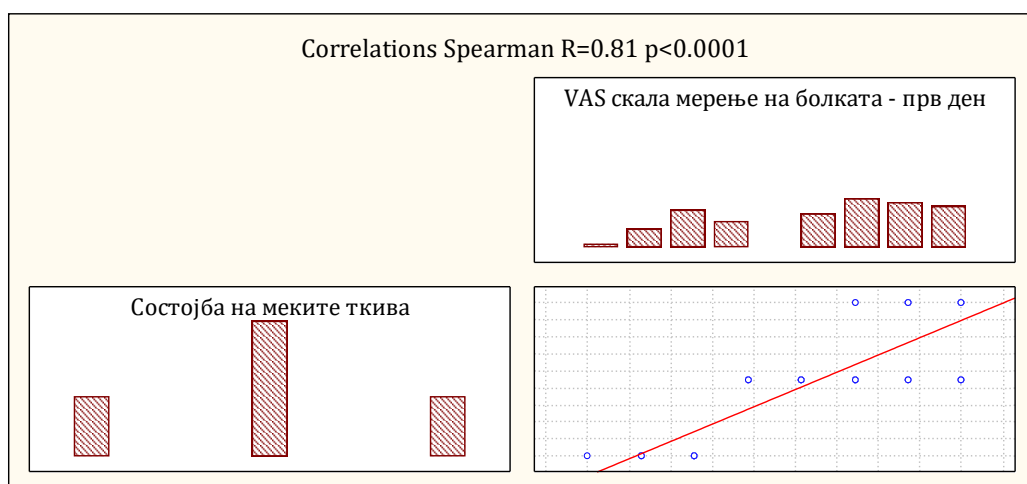 Correlations Spearman R=0.81 p<0.0001
VAS скала мерење на болката - прв ден
Состојба на меките ткива